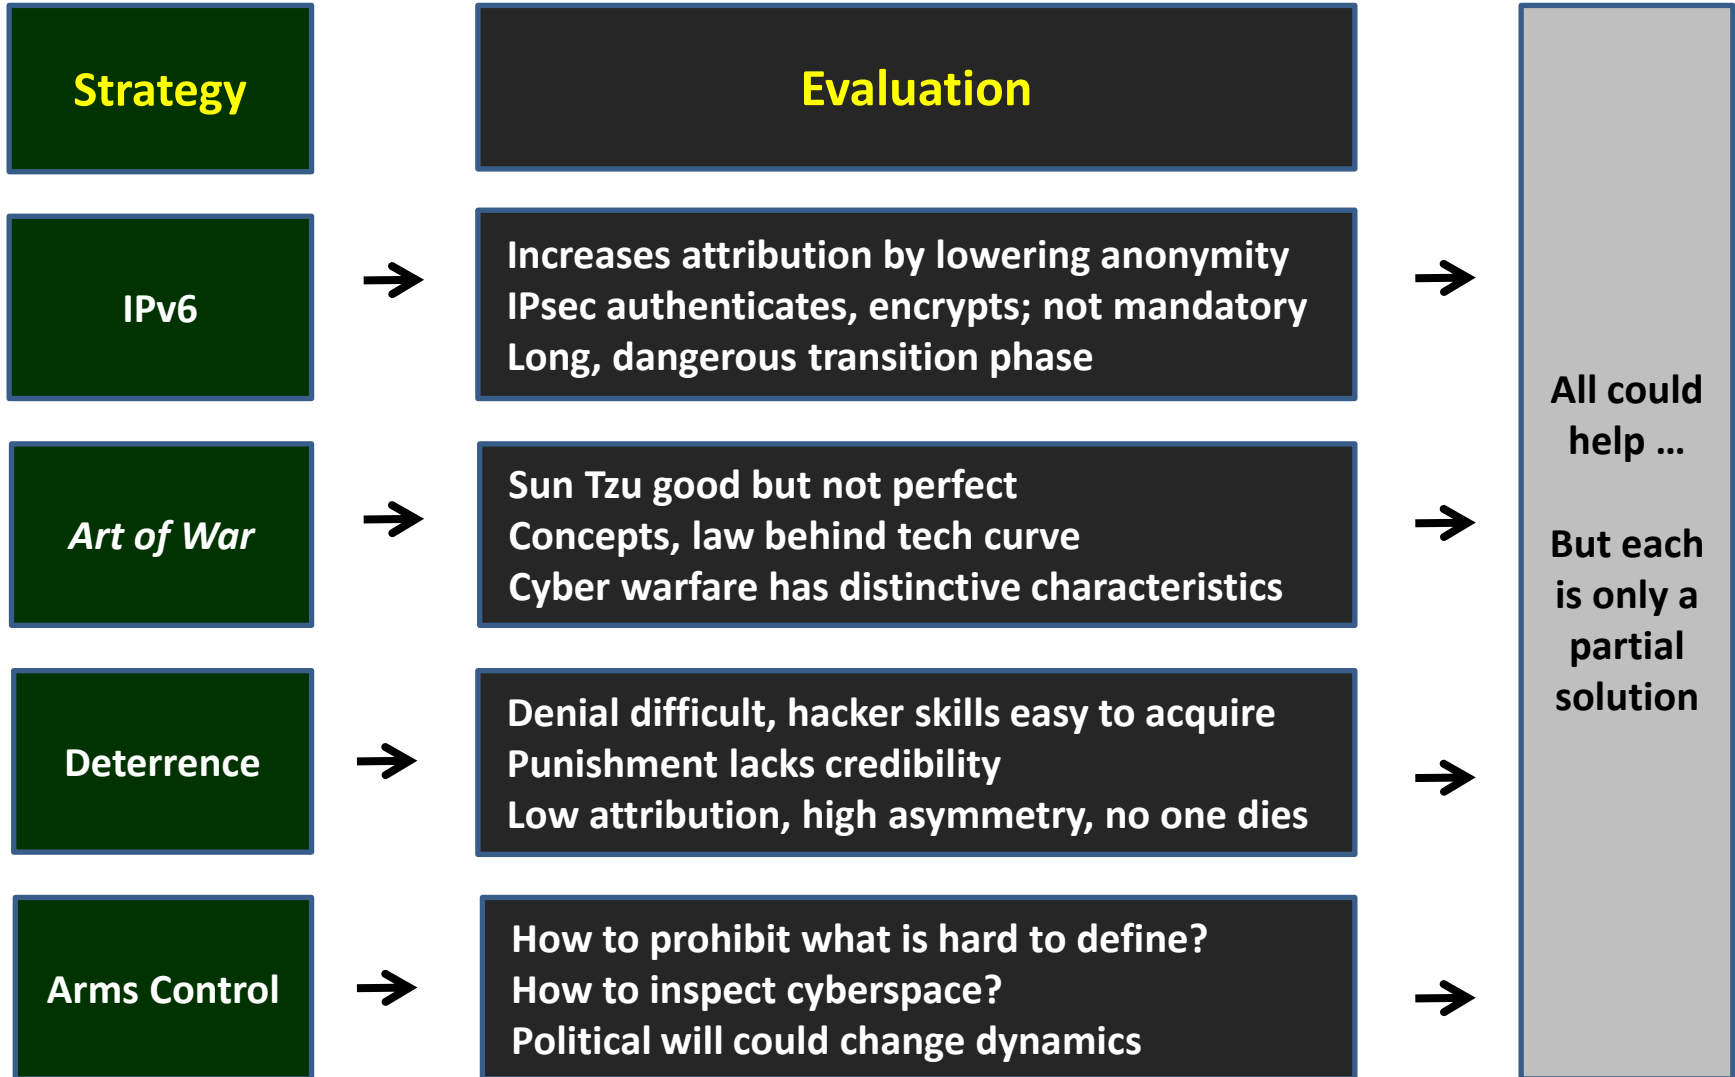 Strategy
Evaluation
IPv6
Increases attribution by lowering anonymity
IPsec authenticates, encrypts; not mandatory
Long, dangerous transition phase
Art of War
Sun Tzu good but not perfect
Concepts, law behind tech curve
Cyber warfare has distinctive characteristics
Deterrence
Denial difficult, hacker skills easy to acquire
Punishment lacks credibility
Low attribution, high asymmetry, no one dies
Arms Control
How to prohibit what is hard to define?
How to inspect cyberspace?
Political will could change dynamics
All could
help …
But each
is only a
partial
solution